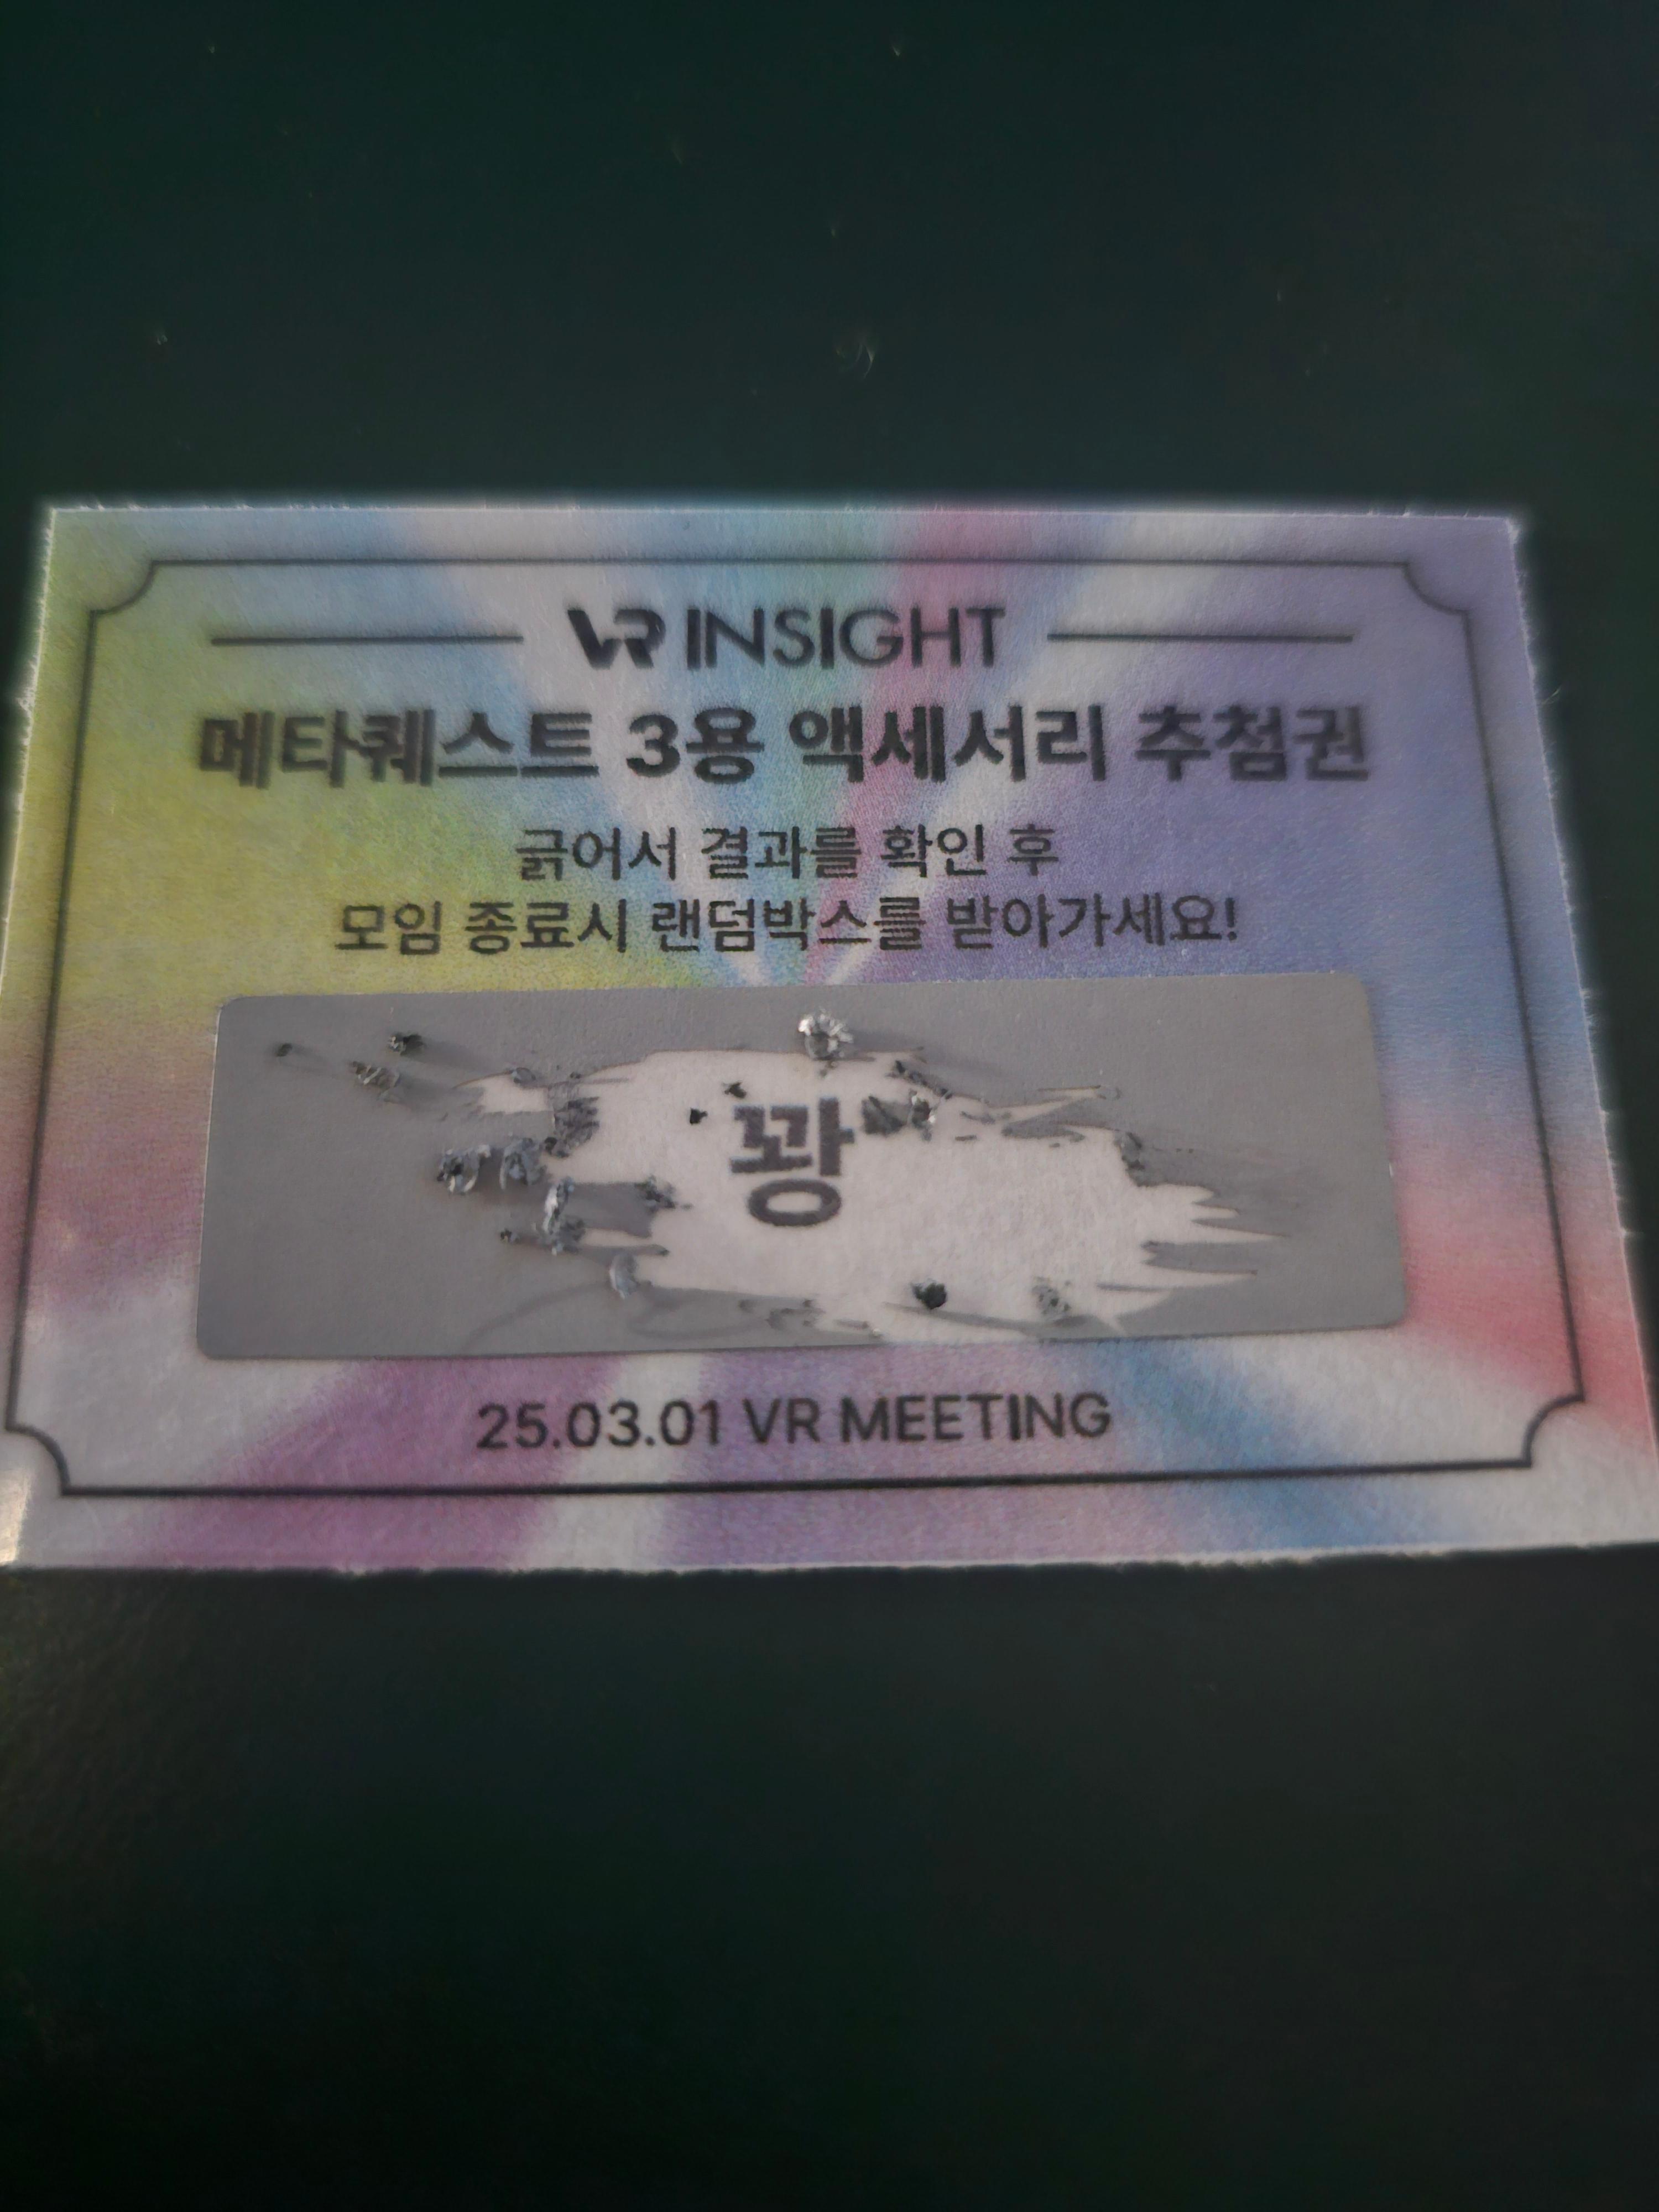 VR INSIGHT
메타퀘스트 3용 액세서리 추첨권
긁어서 결과를 확인 후
모임 종료시 랜덤박스를 받아가세요!
꽝
25.03.01 VR MEETING